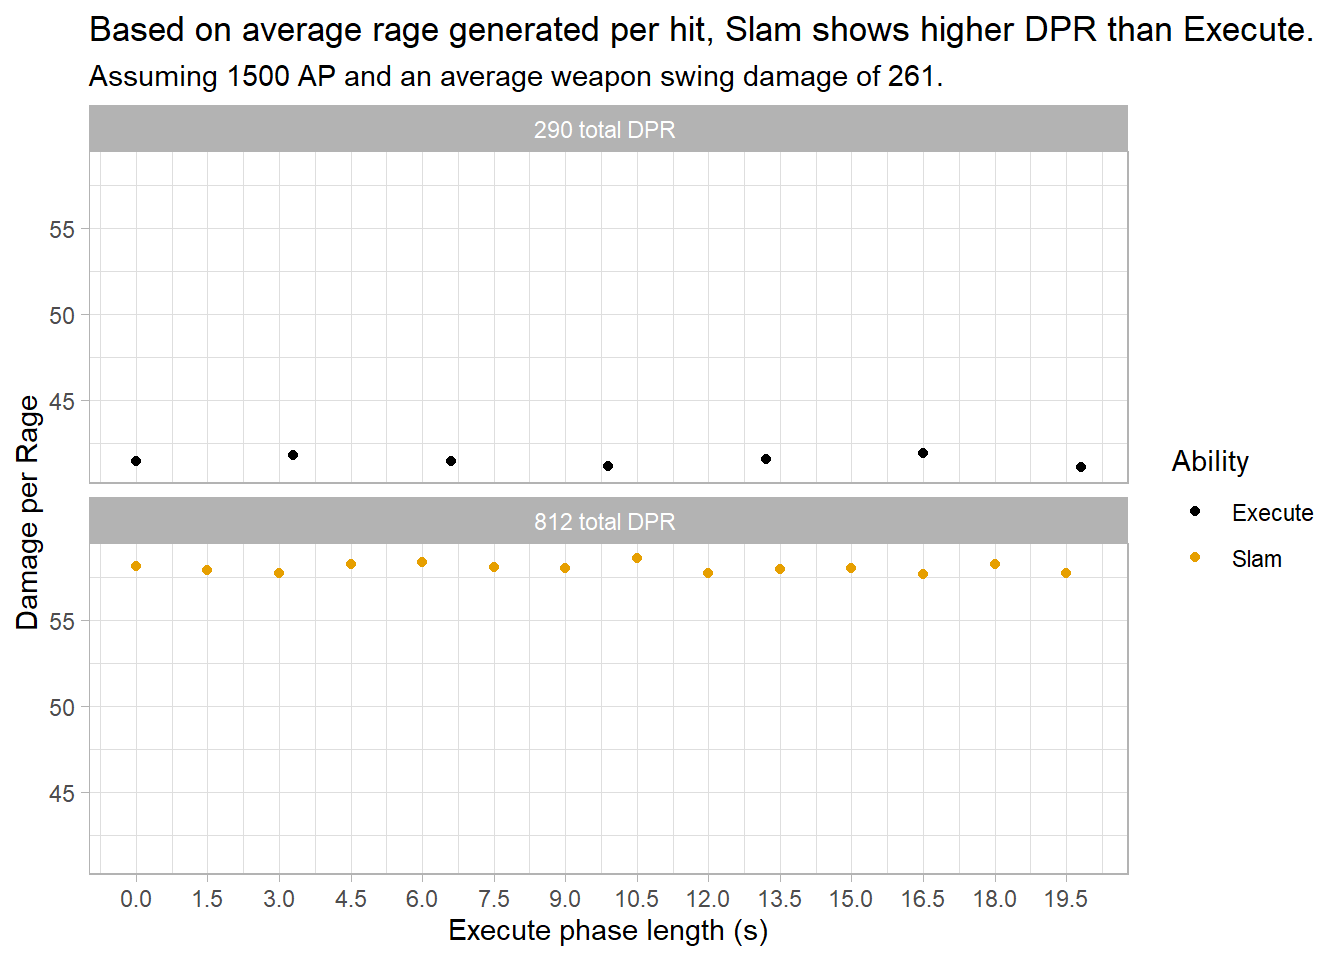 Based on average rage generated per hit, Slam shows higher DPR than Execute.
Assuming 1500 AP and an average weapon swing damage of 261.
290 total DPR
55
50
45
812 total DPR
55
50
45
Damage per Rage
0.0 1.5 3.0 4.5 6.0 7.5 9.0 10.5 12.0 13.5 15.0 16.5 18.0 19.5
Execute phase length (s)
Ability
Execute
Slam